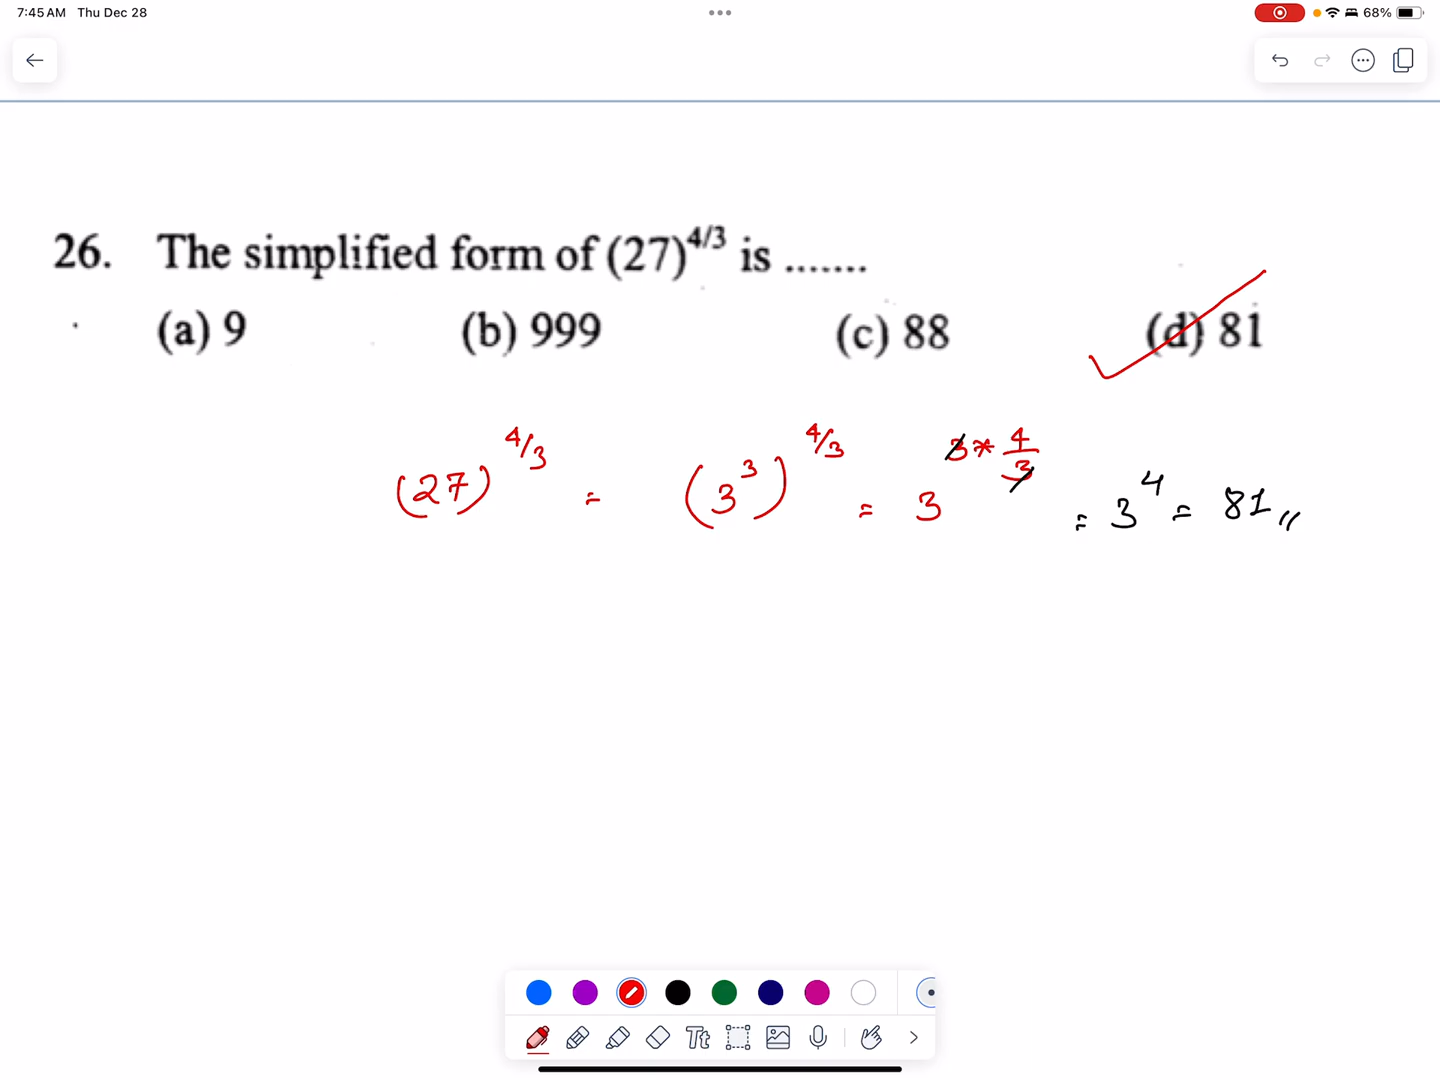 7:45 AM Thu Dec 28
68%
26. The simplified form of (27)^4/3 is .......
(a) 9 (b) 999 (c) 88 (d) 81
(27)^4/3 = (3^3)^4/3 = 3^3*4/3 = 3^4 = 81
Tt